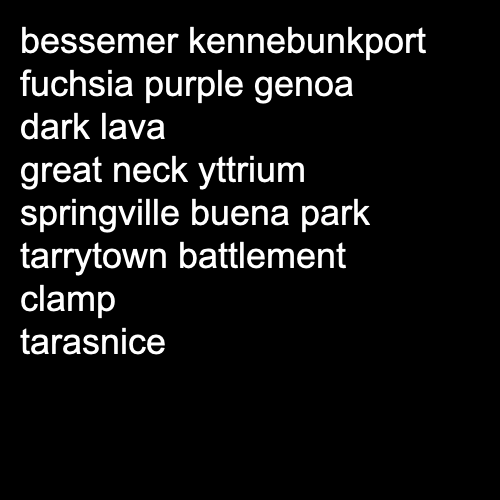 bessemer kennebunkport
fuchsia purple genoa
dark lava
great neck yttrium
springville buena park
tarrytown battlement
clamp
tarasnice